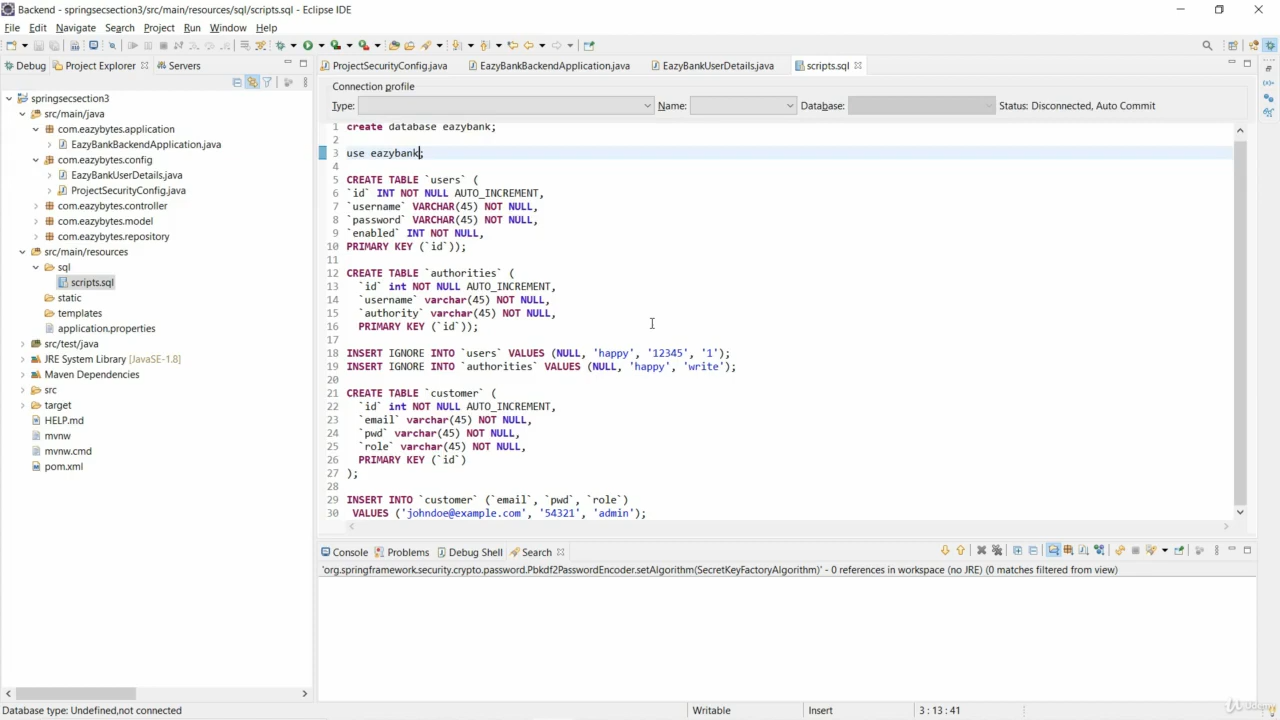 Backend - springsecsection3/src/main/resources/sql/scripts.sql - Eclipse IDE
File Edit Navigate Search Project Run Window Help
Debug Project Explorer Servers
ProjectSecurityConfig.java EazyBankBackendApplication.java EazyBankUserDetails.java scripts.sql
springsecsection3
src/main/java
com.eazybytes.application
EazyBankBackendApplication.java
com.eazybytes.config
EazyBankUserDetails.java
ProjectSecurityConfig.java
com.eazybytes.controller
com.eazybytes.model
com.eazybytes.repository
src/main/resources
sql
scripts.sql
static
templates
application.properties
src/test/java
JRE System Library [JavaSE-1.8]
Maven Dependencies
src
target
HELP.md
mvnw
mvnw.cmd
pom.xml
Connection profile
Type: Name: Database: Status: Disconnected, Auto Commit
1 create database eazybank;
2
3 use eazybank;
4
5 CREATE TABLE `users` (
6 `id` INT NOT NULL AUTO_INCREMENT,
7 `username` VARCHAR(45) NOT NULL,
8 `password` VARCHAR(45) NOT NULL,
9 `enabled` INT NOT NULL,
10 PRIMARY KEY (`id`));
11
12 CREATE TABLE `authorities` (
13 `id` int NOT NULL AUTO_INCREMENT,
14 `username` varchar(45) NOT NULL,
15 `authority` varchar(45) NOT NULL,
16 PRIMARY KEY (`id`));
17
18 INSERT IGNORE INTO `users` VALUES (NULL, 'happy', '12345', '1');
19 INSERT IGNORE INTO `authorities` VALUES (NULL, 'happy', 'write');
20
21 CREATE TABLE `customer` (
22 `id` int NOT NULL AUTO_INCREMENT,
23 `email` varchar(45) NOT NULL,
24 `pwd` varchar(45) NOT NULL,
25 `role` varchar(45) NOT NULL,
26 PRIMARY KEY (`id`)
27 );
28
29 INSERT INTO `customer` (`email`, `pwd`, `role`)
30 VALUES ('johndoe@example.com', '54321', 'admin');
Console Problems Debug Shell Search
'org.springframework.security.crypto.password.Pbkdf2PasswordEncoder.setAlgorithm(SecretKeyFactoryAlgorithm)' - 0 references in workspace (no JRE) (0 matches filtered from view)
Database type: Undefined,not connected Writable Insert 3 : 13 : 41
Udemy